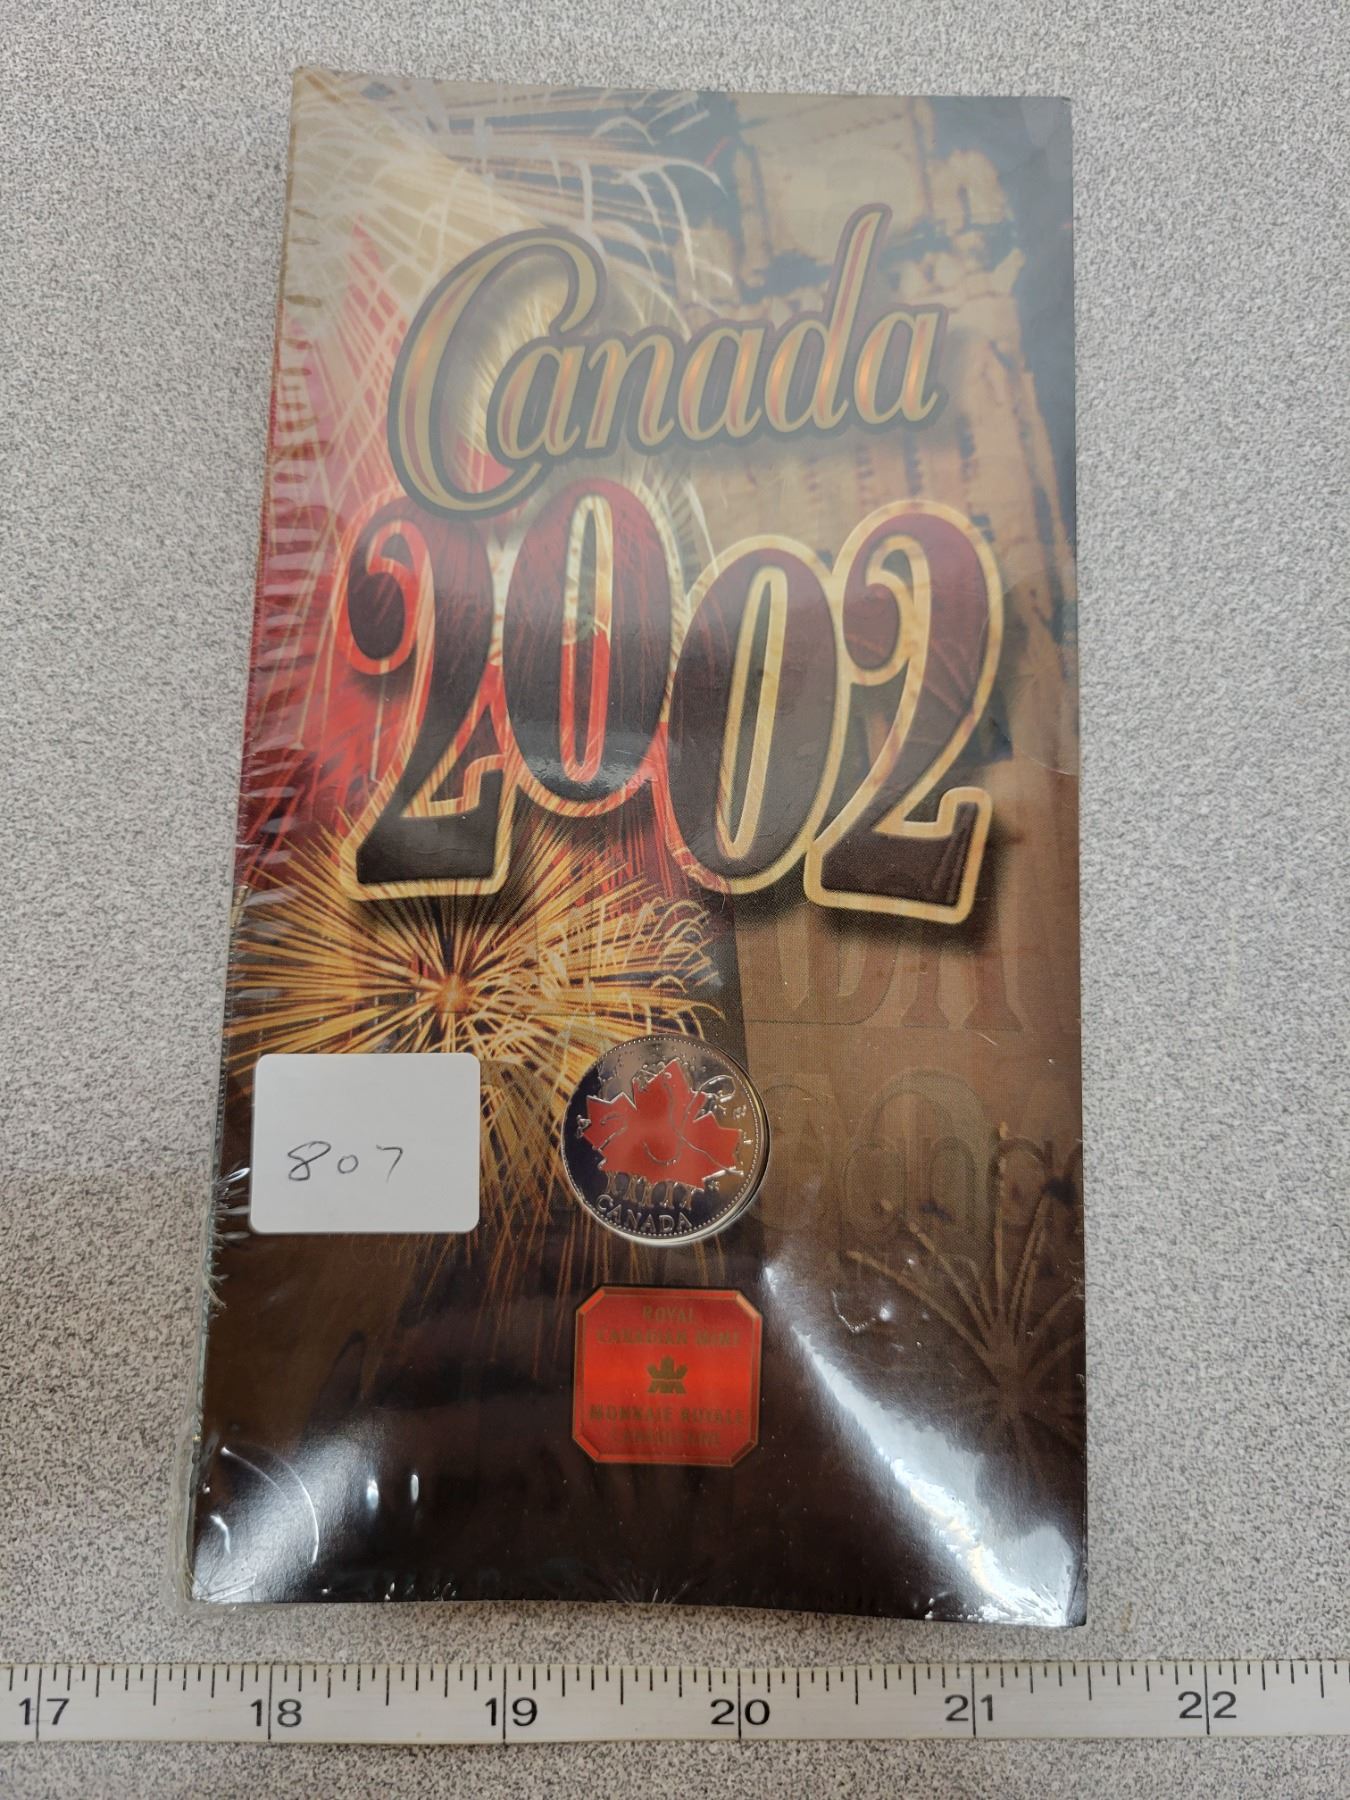 Canada
2002
807
CANADA
ROYAL
CANADIAN MINT
MONNAIE ROYALE
CANADIENNE
17 18 19 20 21 22